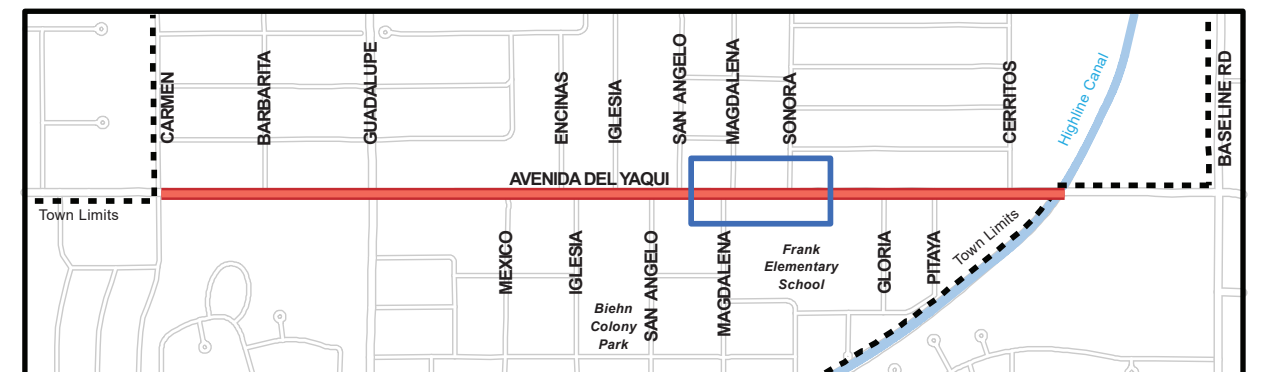 CARMEN
BARBARITA
GUADALUPE
ENCINAS
IGLESIA
SAN ANGELO
MAGDALENA
SONORA
CERRITOS
Highline Canal
BASELINE RD
AVENIDA DEL YAQUI
Town Limits
MEXICO
IGLESIA
SAN ANGELO
MAGDALENA
GLORIA
PITAYA
Town Limits
Frank
Elementary
School
Biehn
Colony
Park